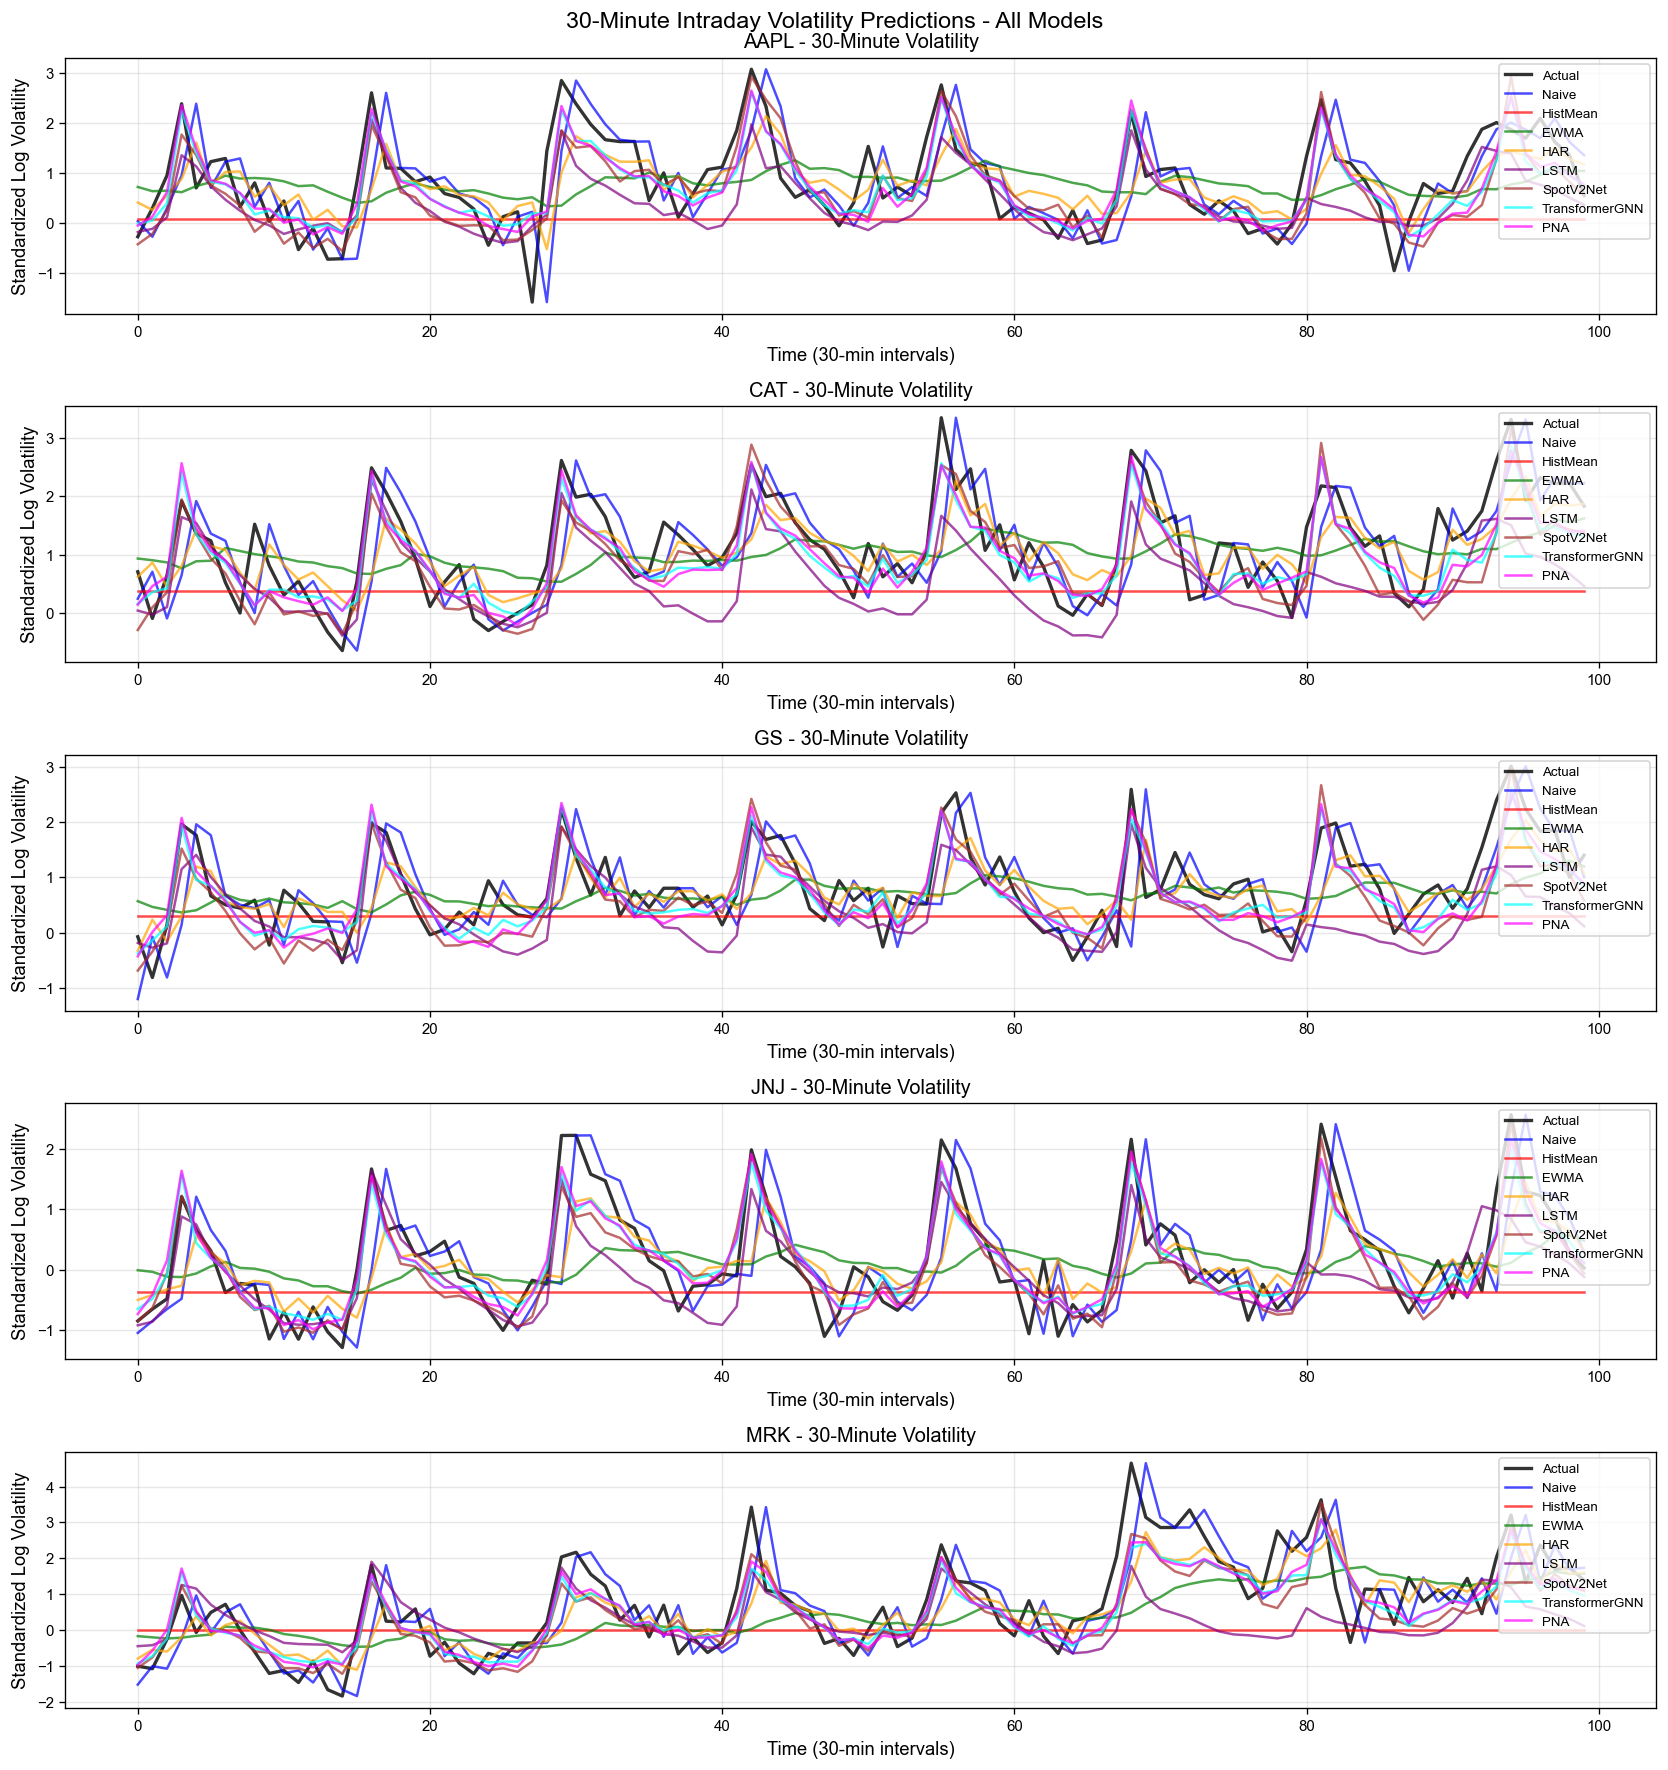 30-Minute Intraday Volatility Predictions - All Models
AAPL - 30-Minute Volatility
Standardized Log Volatility
3
2
1
0
−1
Actual
Naive
HistMean
EWMA
HAR
LSTM
SpotV2Net
TransformerGNN
PNA
0 20 40 60 80 100
Time (30-min intervals)
CAT - 30-Minute Volatility
Standardized Log Volatility
3
2
1
0
Actual
Naive
HistMean
EWMA
HAR
LSTM
SpotV2Net
TransformerGNN
PNA
0 20 40 60 80 100
Time (30-min intervals)
GS - 30-Minute Volatility
Standardized Log Volatility
3
2
1
0
−1
Actual
Naive
HistMean
EWMA
HAR
LSTM
SpotV2Net
TransformerGNN
PNA
0 20 40 60 80 100
Time (30-min intervals)
JNJ - 30-Minute Volatility
Standardized Log Volatility
2
1
0
−1
Actual
Naive
HistMean
EWMA
HAR
LSTM
SpotV2Net
TransformerGNN
PNA
0 20 40 60 80 100
Time (30-min intervals)
MRK - 30-Minute Volatility
Standardized Log Volatility
4
3
2
1
0
−1
−2
Actual
Naive
HistMean
EWMA
HAR
LSTM
SpotV2Net
TransformerGNN
PNA
0 20 40 60 80 100
Time (30-min intervals)